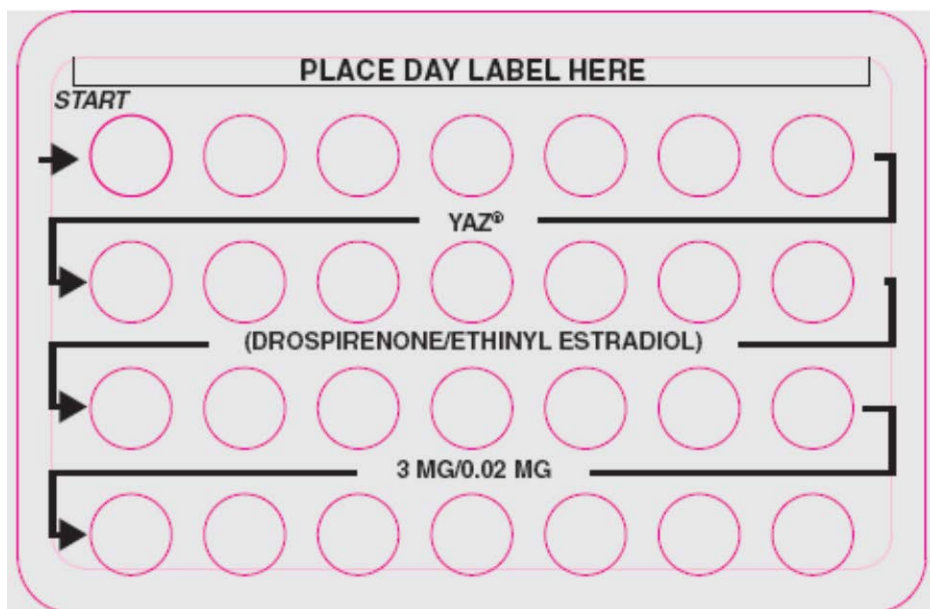 PLACE DAY LABEL HERE
START
YAZ®
(DROSPIRENONE/ETHINYL ESTRADIOL)
3 MG/0.02 MG